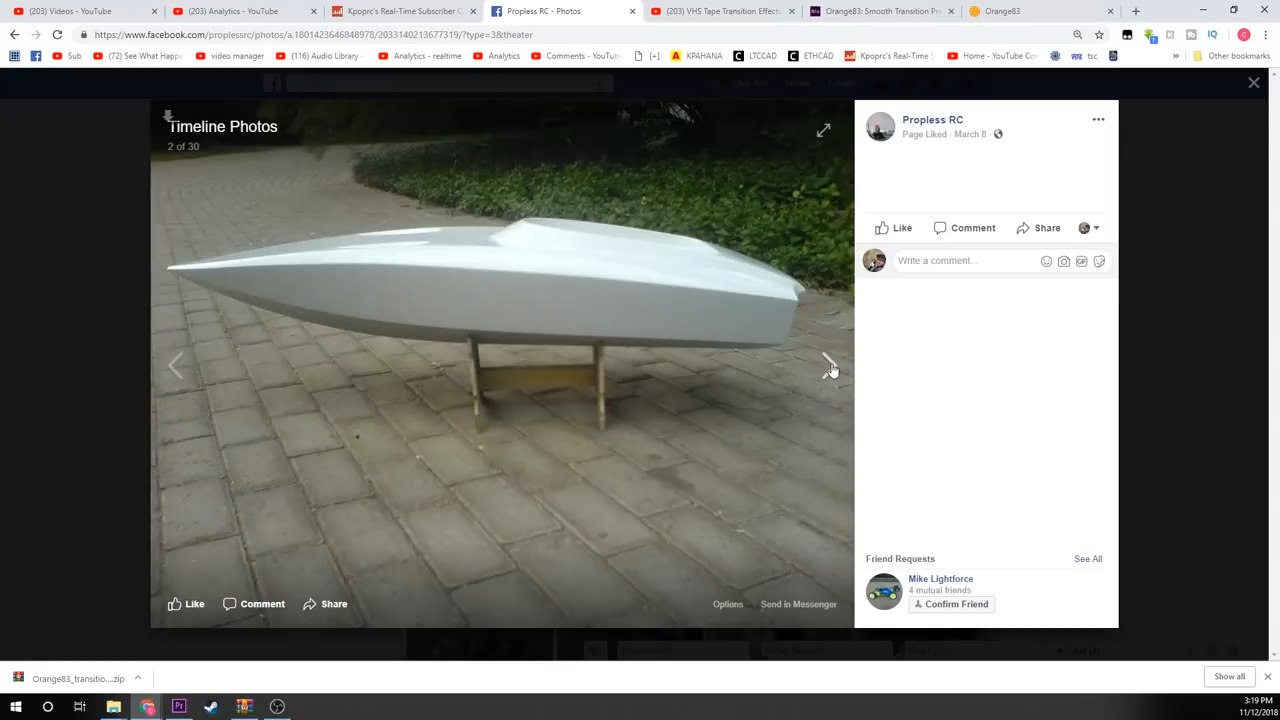 (203) Videos - YouTube
(203) Analytics - YouTube
Kpoprc's Real-Time Subscriber C
Propless RC - Photos
(203) VHS Tape Transition Effect
Orange83: Smooth Transition Pr
Orange83
https://www.facebook.com/proplessrc/photos/a.1801423646848978/2033140213677319/?type=3&theater
Sub
(72) See What Happ
video manager
(116) Audio Library -
Analytics - realtime
Analytics
Comments - YouTub
[+]
KPAHANA
LTCCAD
ETHCAD
Kpoprc's Real-Time S
Home - YouTube Co
tsc
Other bookmarks
Timeline Photos
2 of 30
Propless RC
Page Liked · March 8 ·
Like
Comment
Share
Write a comment...
Friend Requests
See All
Mike Lightforce
4 mutual friends
Confirm Friend
Like
Comment
Share
Options
Send in Messenger
Orange83_transitio....zip
Show all
3:19 PM
11/12/2018